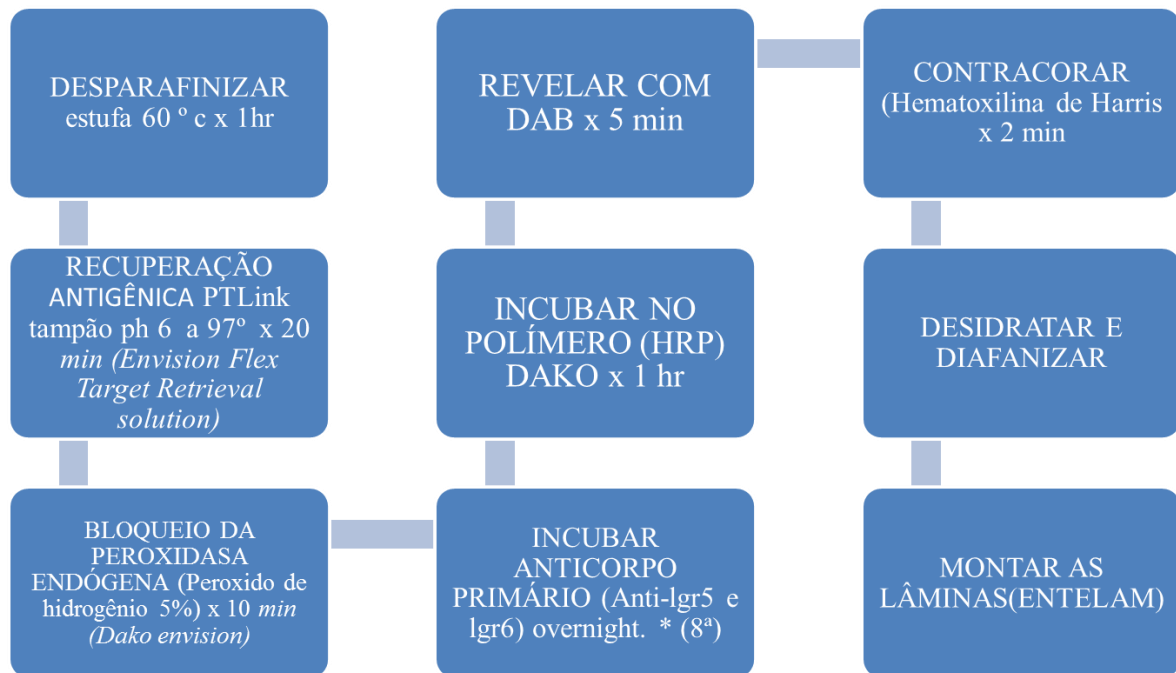 DESPARAFINIZAR
estufa 60 º c x 1hr
RECUPERAÇÃO
ANTIGÊNICA PTLink
tampão ph 6 a 97º x 20
min (Envision Flex
Target Retrieval
solution)
BLOQUEIO DA
PEROXIDASA
ENDÓGENA (Peroxido de
hidrogênio 5%) x 10 min
(Dako envision)
INCUBAR
ANTICORPO
PRIMÁRIO (Anti-lgr5 e
lgr6) overnight. * (8ª)
INCUBAR NO
POLÍMERO (HRP)
DAKO x 1 hr
REVELAR COM
DAB x 5 min
CONTRACORAR
(Hematoxilina de Harris
x 2 min
DESIDRATAR E
DIAFANIZAR
MONTAR AS
LÂMINAS(ENTELAM)